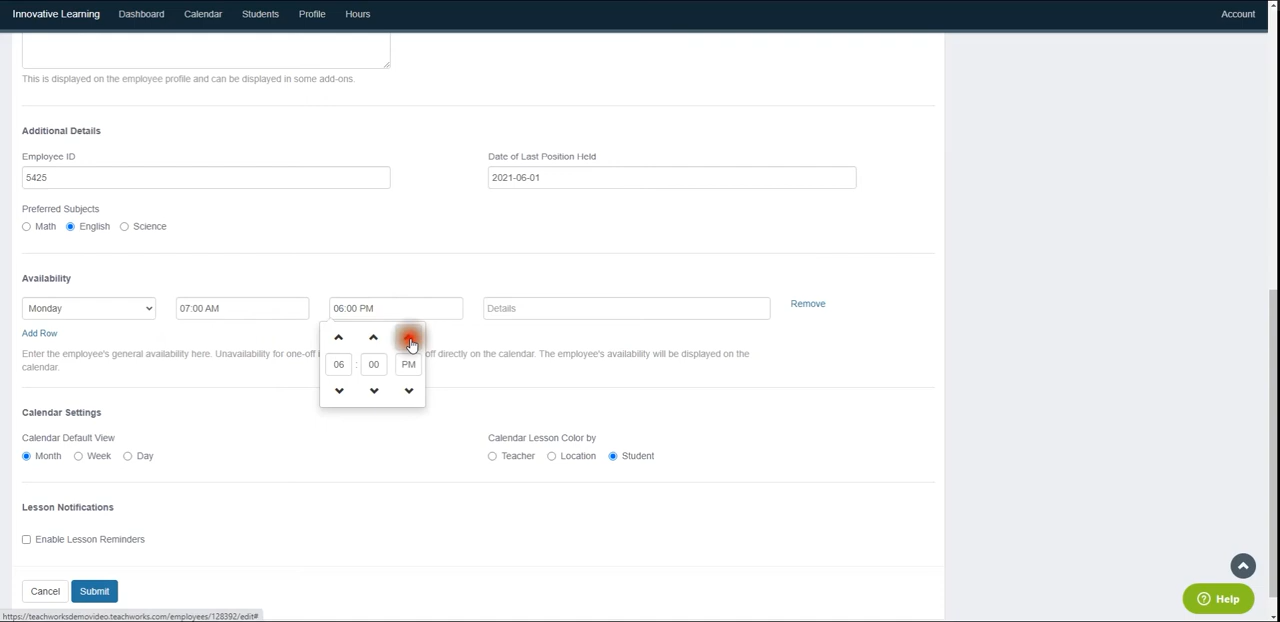 Innovative Learning Dashboard Calendar Students Profile Hours Account
This is displayed on the employee profile and can be displayed in some add-ons.
Additional Details
Employee ID Date of Last Position Held
5425 2021-06-01
Preferred Subjects
Math English Science
Availability
Monday 07:00 AM 06:00 PM Details Remove
Add Row
Enter the employee's general availability here. Unavailability for one-off i off directly on the calendar. The employee's availability will be displayed on the
calendar.
06 : 00 PM
Calendar Settings
Calendar Default View Calendar Lesson Color by
Month Week Day Teacher Location Student
Lesson Notifications
Enable Lesson Reminders
Cancel Submit
Help
https://teachworksdemovideo.teachworks.com/employees/128392/edit#